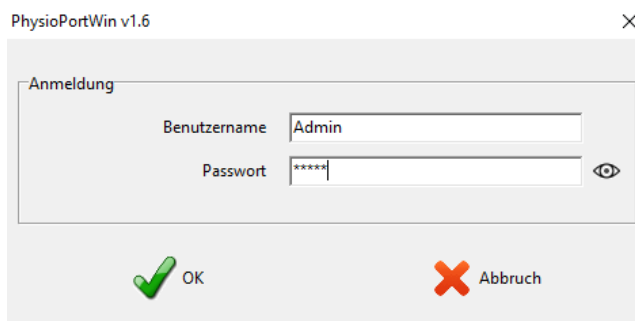 PhysioPortWin v1.6
Anmeldung
Benutzername Admin
Passwort *****
OK Abbruch